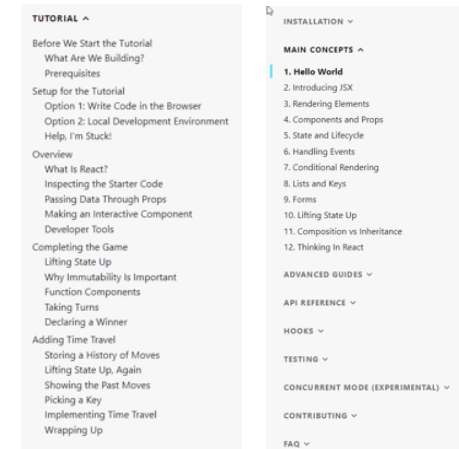 TUTORIAL
Before We Start the Tutorial
What Are We Building?
Prerequisites
Setup for the Tutorial
Option 1: Write Code in the Browser
Option 2: Local Development Environment
Help, I'm Stuck!
Overview
What Is React?
Inspecting the Starter Code
Passing Data Through Props
Making an Interactive Component
Developer Tools
Completing the Game
Lifting State Up
Why Immutability Is Important
Function Components
Taking Turns
Declaring a Winner
Adding Time Travel
Storing a History of Moves
Lifting State Up, Again
Showing the Past Moves
Picking a Key
Implementing Time Travel
Wrapping Up
INSTALLATION
MAIN CONCEPTS
1. Hello World
2. Introducing JSX
3. Rendering Elements
4. Components and Props
5. State and Lifecycle
6. Handling Events
7. Conditional Rendering
8. Lists and Keys
9. Forms
10. Lifting State Up
11. Composition vs Inheritance
12. Thinking In React
ADVANCED GUIDES
API REFERENCE
HOOKS
TESTING
CONCURRENT MODE (EXPERIMENTAL)
CONTRIBUTING
FAQ